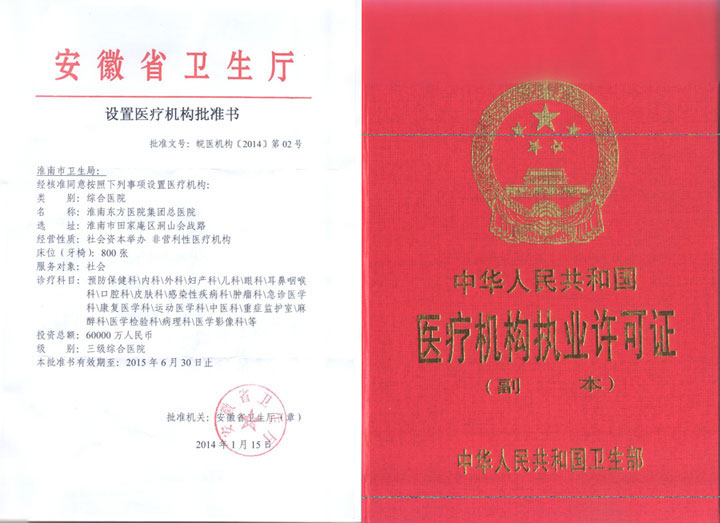 安徽省卫生厅
设置医疗机构批准书
批准文号：皖医机构〔2014〕第02号
淮南市卫生局：
经核准同意按照下列事项设置医疗机构：
类 别：综合医院
名 称：淮南东方医院集团总医院
选 址：淮南市田家庵区洞山会战路
经营性质：社会资本举办 非营利性医疗机构
床位（牙椅）：800张
服务对象：社会
诊疗科目：预防保健科\内科\外科\妇产科\儿科\眼科\耳鼻咽喉
科\口腔科\皮肤科\感染性疾病科\肿瘤科\急诊医学
科\康复医学科\运动医学科\中医科\重症监护室\麻
醉科\医学检验科\病理科\医学影像科\等
投资总额：60000万人民币
级 别：三级综合医院
本批准书有效期至：2015年6月30日止
批准机关：安徽省卫生厅（章）
2014年1月15日
安徽省卫生厅
中华人民共和国
医疗机构执业许可证
（副 本）
中华人民共和国卫生部